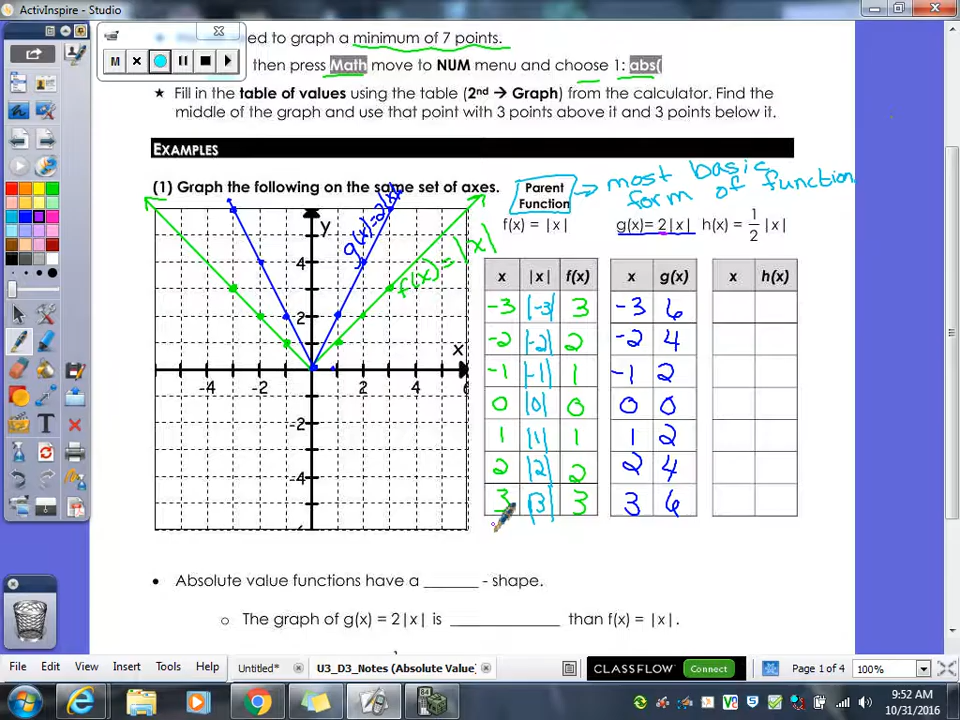 ActivInspire - Studio
ed to graph a minimum of 7 points.
then press Math move to NUM menu and choose 1: abs(
★ Fill in the table of values using the table (2nd → Graph) from the calculator. Find the
middle of the graph and use that point with 3 points above it and 3 points below it.
EXAMPLES
(1) Graph the following on the same set of axes.
Parent
Function
→ most basic
form of function
f(x) = |x|
g(x)= 2|x|
h(x) = 1/2 |x|
y
x
g(x)=2|x|
f(x)=|x|
4
2
-2
-4
-4 -2 2 4 6
x |x| f(x)
-3 |-3| 3
-2 |-2| 2
-1 |-1| 1
0 |0| 0
1 |1| 1
2 |2| 2
3 |3| 3
x g(x)
-3 6
-2 4
-1 2
0 0
1 2
2 4
3 6
x h(x)
• Absolute value functions have a _______ - shape.
o The graph of g(x) = 2|x| is ______________ than f(x) = |x|.
File Edit View Insert Tools Help
Untitled*
U3_D3_Notes (Absolute Value
CLASSFLOW Connect
Page 1 of 4
100%
9:52 AM
10/31/2016